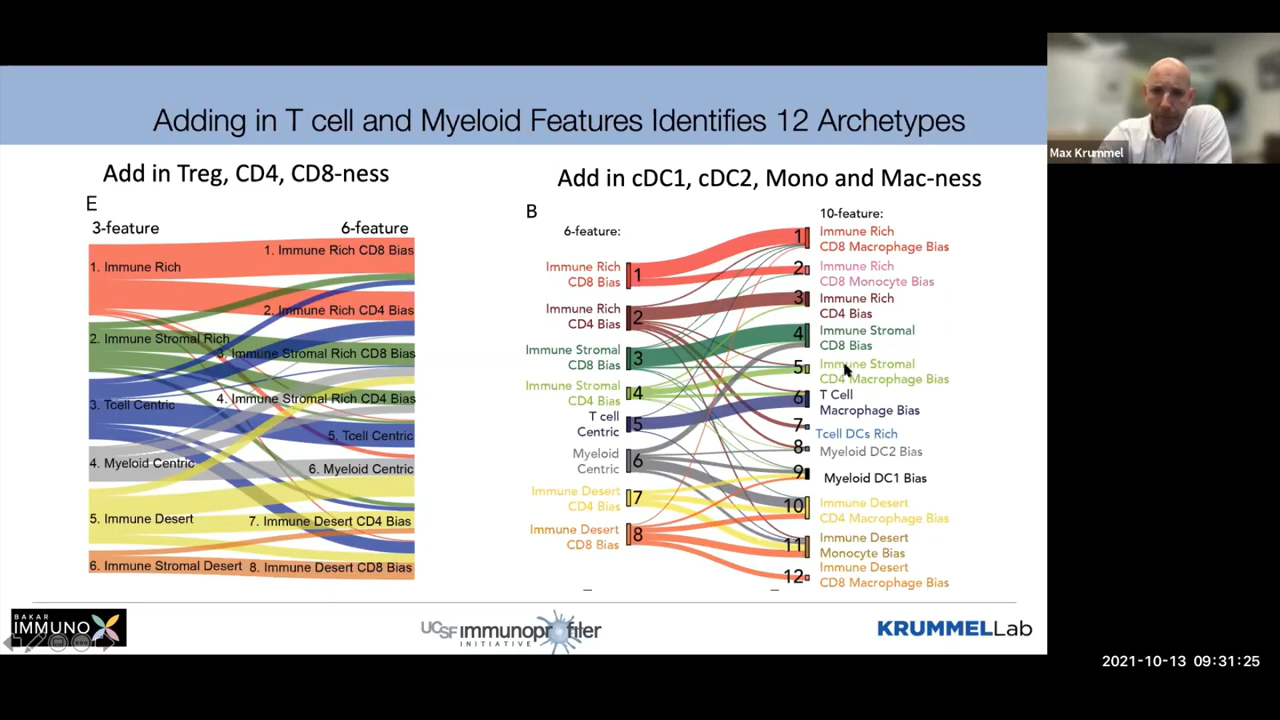 Adding in T cell and Myeloid Features Identifies 12 Archetypes
Max Krummel
Add in Treg, CD4, CD8-ness
E
3-feature
6-feature
1. Immune Rich
2. Immune Stromal Rich
3. Tcell Centric
4. Myeloid Centric
5. Immune Desert
6. Immune Stromal Desert
1. Immune Rich CD8 Bias
2. Immune Rich CD4 Bias
3. Immune Stromal Rich CD8 Bias
4. Immune Stromal Rich CD4 Bias
5. Tcell Centric
6. Myeloid Centric
7. Immune Desert CD4 Bias
8. Immune Desert CD8 Bias
Add in cDC1, cDC2, Mono and Mac-ness
B
6-feature:
Immune Rich
CD8 Bias
1
Immune Rich
CD4 Bias
2
Immune Stromal
CD8 Bias
3
Immune Stromal
CD4 Bias
4
T cell
Centric
5
Myeloid
Centric
6
Immune Desert
CD4 Bias
7
Immune Desert
CD8 Bias
8
10-feature:
1
Immune Rich
CD8 Macrophage Bias
2
Immune Rich
CD8 Monocyte Bias
3
Immune Rich
CD4 Bias
4
Immune Stromal
CD8 Bias
5
Immune Stromal
CD4 Macrophage Bias
6
T Cell
Macrophage Bias
7
Tcell DCs Rich
8
Myeloid DC2 Bias
9
Myeloid DC1 Bias
10
Immune Desert
CD4 Macrophage Bias
11
Immune Desert
Monocyte Bias
12
Immune Desert
CD8 Macrophage Bias
BAKAR
IMMUNO
UCSF immunoprofiler
INITIATIVE
KRUMMELLab
2021-10-13 09:31:25